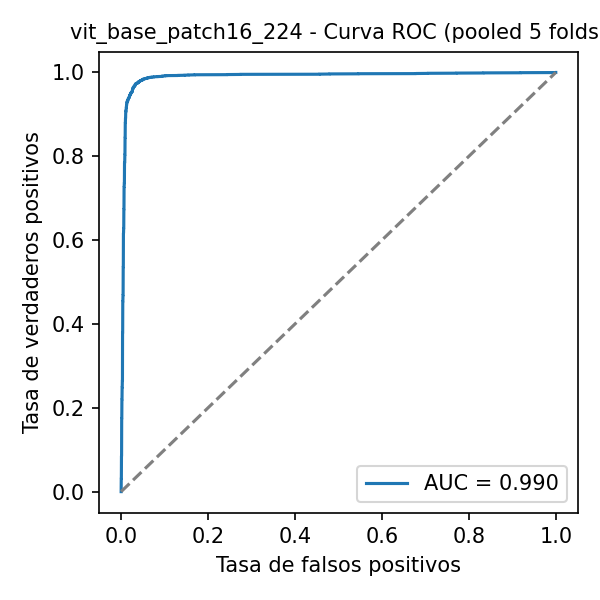 vit_base_patch16_224 - Curva ROC (pooled 5 folds
1.0
0.8
0.6
0.4
0.2
0.0
Tasa de verdaderos positivos
AUC = 0.990
0.0 0.2 0.4 0.6 0.8 1.0
Tasa de falsos positivos